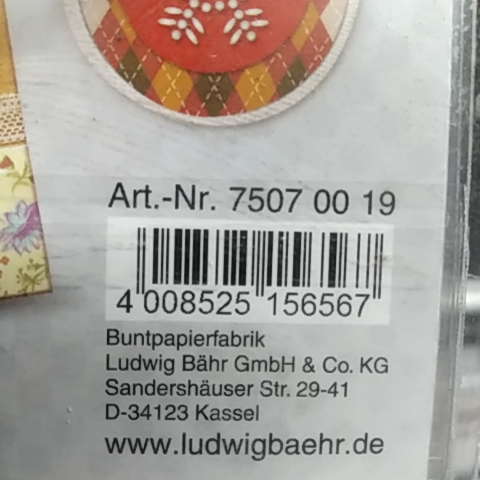 Art.-Nr. 7507 00 19
4 008525 156567
Buntpapierfabrik
Ludwig Bähr GmbH & Co. KG
Sandershäuser Str. 29-41
D-34123 Kassel
www.ludwigbaehr.de